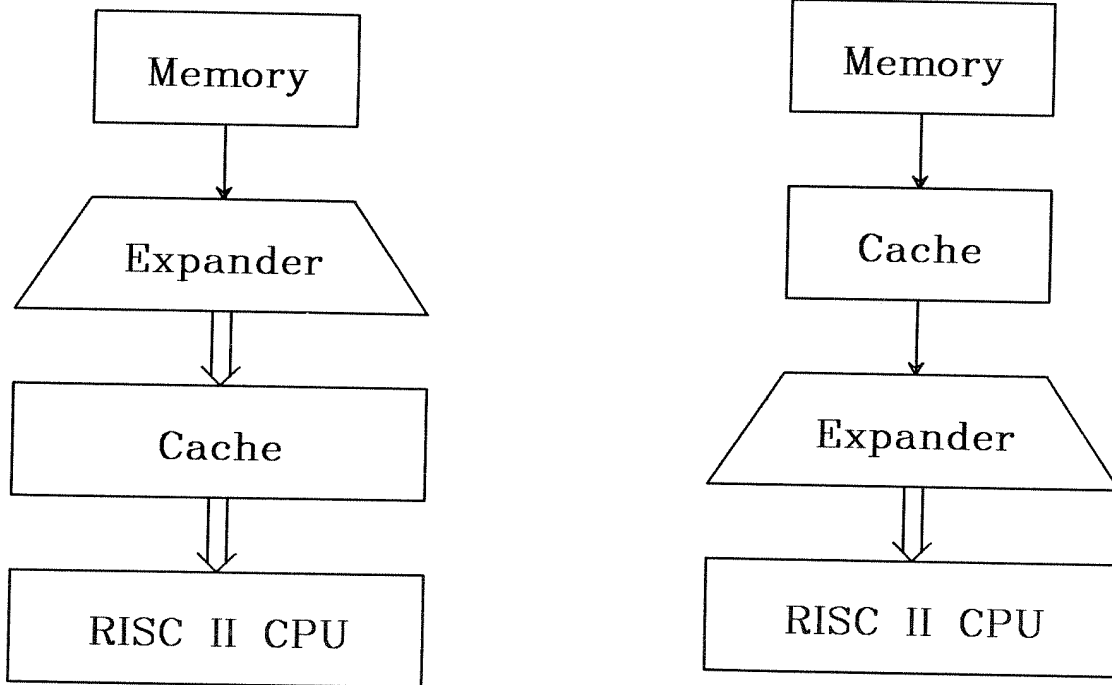 Memory
Expander
Cache
RISC II CPU
Memory
Cache
Expander
RISC II CPU